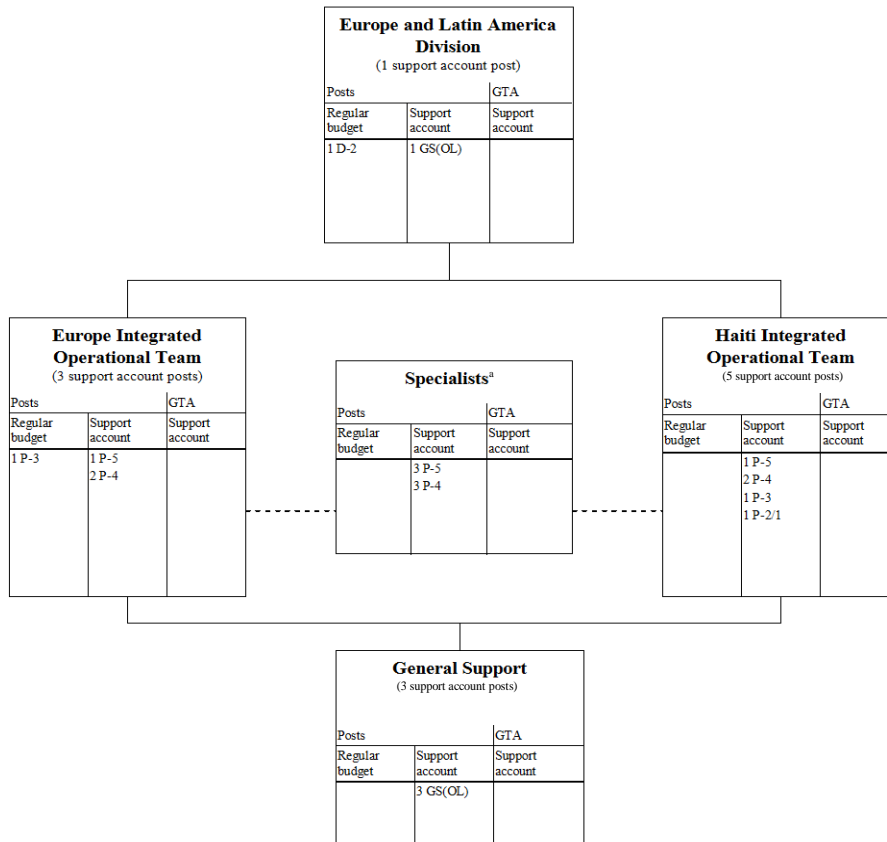 Europe and Latin America
Division
(1 support account post)
Posts GTA
Regular Support Support
budget account account
1 D-2 1 GS(OL)
Europe Integrated
Operational Team
(3 support account posts)
Posts GTA
Regular Support Support
budget account account
1 P-3 1 P-5
2 P-4
Specialistsᵃ
Posts GTA
Regular Support Support
budget account account
3 P-5
3 P-4
Haiti Integrated
Operational Team
(5 support account posts)
Posts GTA
Regular Support Support
budget account account
1 P-5
2 P-4
1 P-3
1 P-2/1
General Support
(3 support account posts)
Posts GTA
Regular Support Support
budget account account
3 GS(OL)